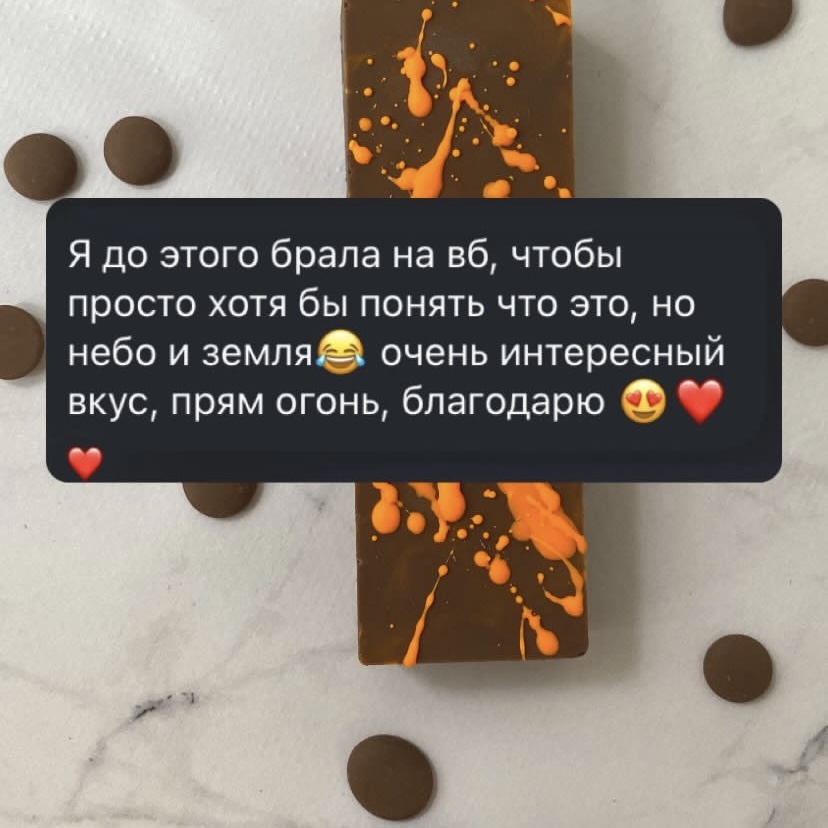 Я до этого брала на вб, чтобы
просто хотя бы понять что это, но
небо и земля😂 очень интересный
вкус, прям огонь, благодарю 😍❤️
❤️